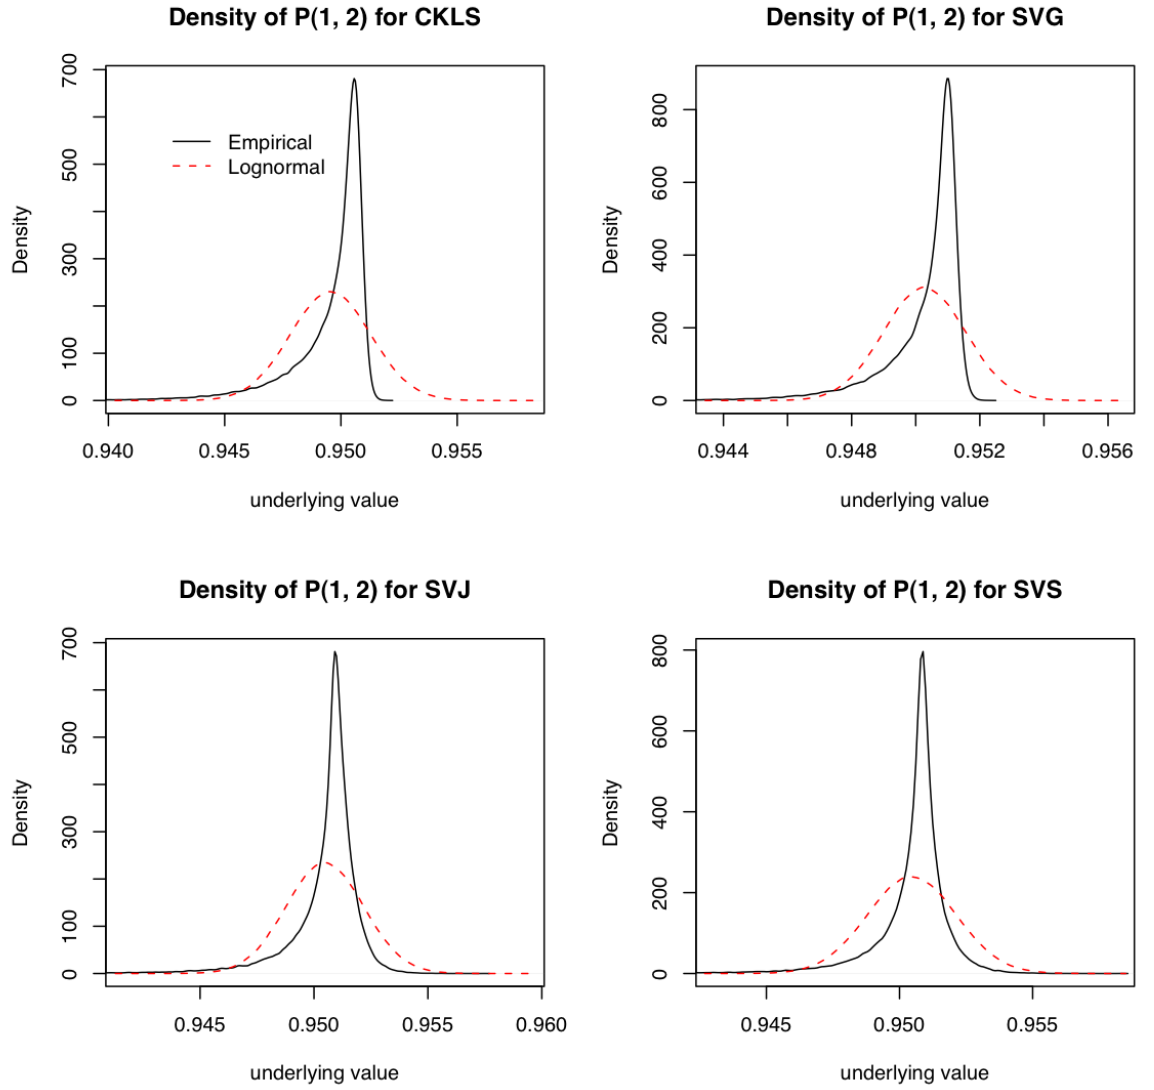 Density of P(1, 2) for CKLS
Density
700
500
300
100
0
Empirical
Lognormal
0.940 0.945 0.950 0.955
underlying value
Density of P(1, 2) for SVG
Density
800
600
400
200
0
0.944 0.948 0.952 0.956
underlying value
Density of P(1, 2) for SVJ
Density
700
500
300
100
0
0.945 0.950 0.955 0.960
underlying value
Density of P(1, 2) for SVS
Density
800
600
400
200
0
0.945 0.950 0.955
underlying value